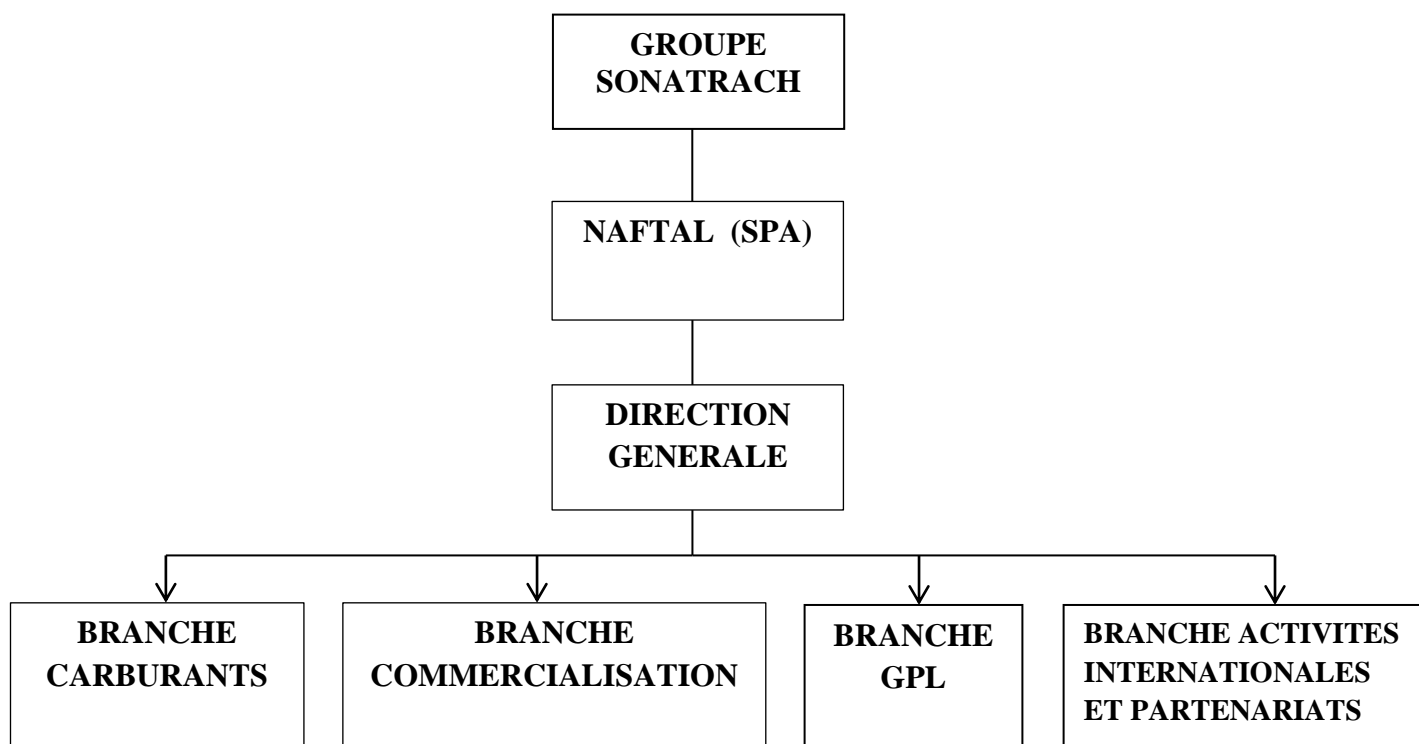 GROUPE
SONATRACH
NAFTAL (SPA)
DIRECTION
GENERALE
BRANCHE
CARBURANTS
BRANCHE
COMMERCIALISATION
BRANCHE
GPL
BRANCHE ACTIVITES
INTERNATIONALES
ET PARTENARIATS